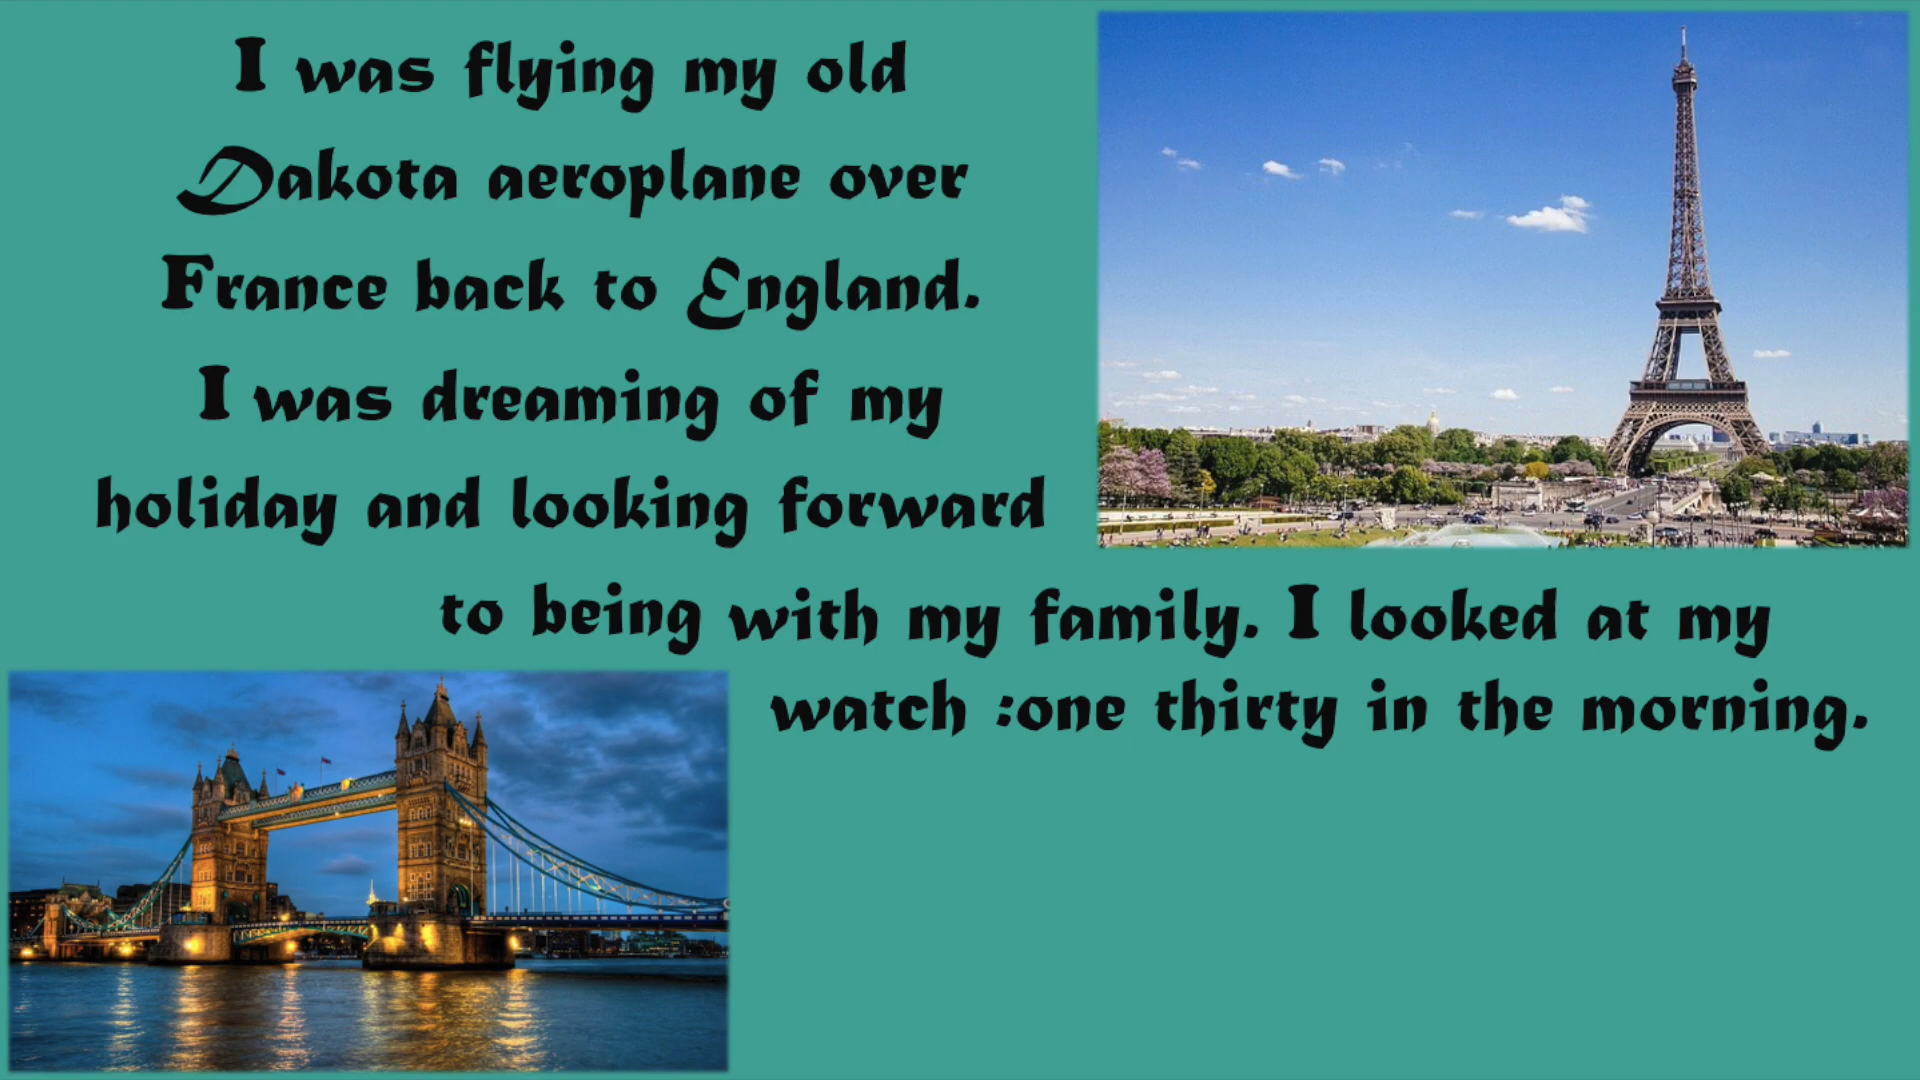 I was flying my old
Dakota aeroplane over
France back to England.
I was dreaming of my
holiday and looking forward
to being with my family. I looked at my
watch :one thirty in the morning.